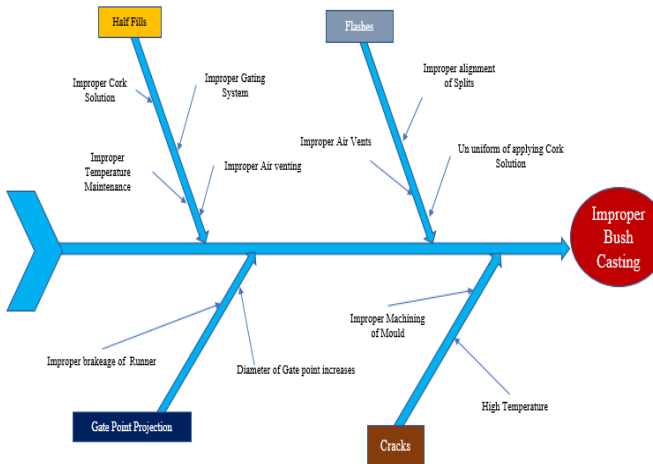 Half Fills
Flashes
Improper Cork
Solution
Improper Gating
System
Improper
Temperature
Maintenance
Improper Air venting
Improper alignment
of Splits
Improper Air Vents
Un uniform of applying Cork
Solution
Improper
Bush
Casting
Improper brakeage of Runner
Diameter of Gate point increases
Improper Machining
of Mould
High Temperature
Gate Point Projection
Cracks